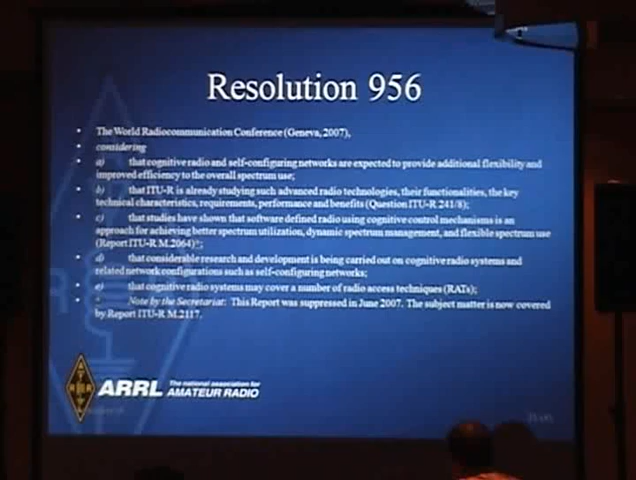 Resolution 956
• The World Radiocommunication Conference (Geneva, 2007),
• considering
• a) that cognitive radio and self-configuring networks are expected to provide additional flexibility and
improved efficiency to the overall spectrum use;
• b) that ITU-R is already studying such advanced radio technologies, their functionalities, the key
technical characteristics, requirements, performance and benefits (Question ITU-R 241/8);
• c) that studies have shown that software defined radio using cognitive control mechanisms is an
approach for achieving better spectrum utilization, dynamic spectrum management, and flexible spectrum use
(Report ITU-R M.2064)*;
• d) that considerable research and development is being carried out on cognitive radio systems and
related network configurations such as self-configuring networks;
• e) that cognitive radio systems may cover a number of radio access techniques (RATs);
• * Note by the Secretariat: This Report was suppressed in June 2007. The subject matter is now covered
by Report ITU-R M.2117.
ARRL The national association for
AMATEUR RADIO